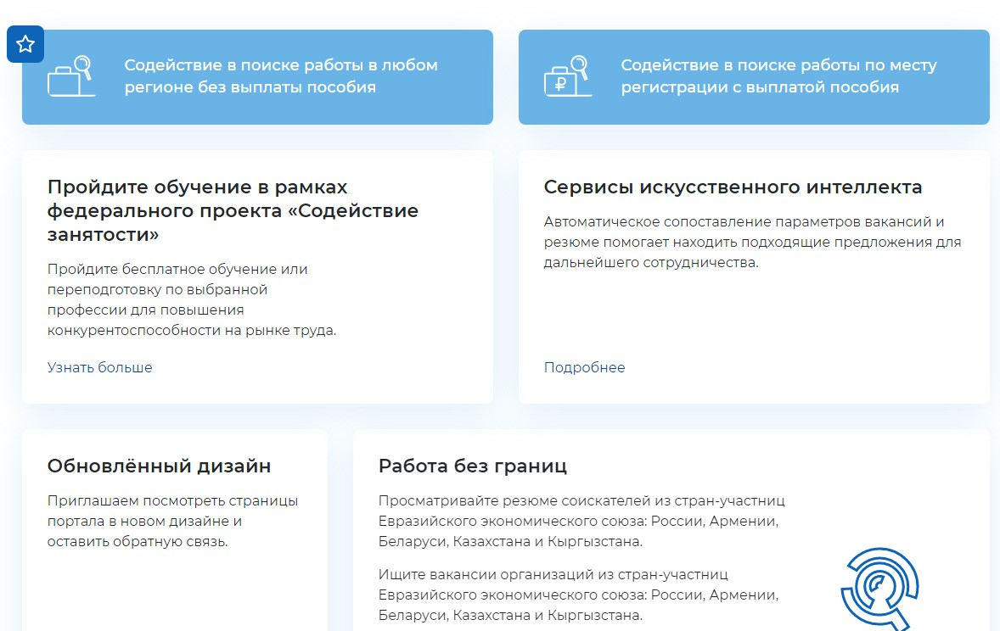 Содействие в поиске работы в любом
регионе без выплаты пособия
Содействие в поиске работы по месту
регистрации с выплатой пособия
Пройдите обучение в рамках
федерального проекта «Содействие
занятости»
Пройдите бесплатное обучение или
переподготовку по выбранной
профессии для повышения
конкурентоспособности на рынке труда.
Узнать больше
Сервисы искусственного интеллекта
Автоматическое сопоставление параметров вакансий и
резюме помогает находить подходящие предложения для
дальнейшего сотрудничества.
Подробнее
Обновлённый дизайн
Приглашаем посмотреть страницы
портала в новом дизайне и
оставить обратную связь.
Работа без границ
Просматривайте резюме соискателей из стран-участниц
Евразийского экономического союза: России, Армении,
Беларуси, Казахстана и Кыргызстана.
Ищите вакансии организаций из стран-участниц
Евразийского экономического союза: России, Армении,
Беларуси, Казахстана и Кыргызстана.